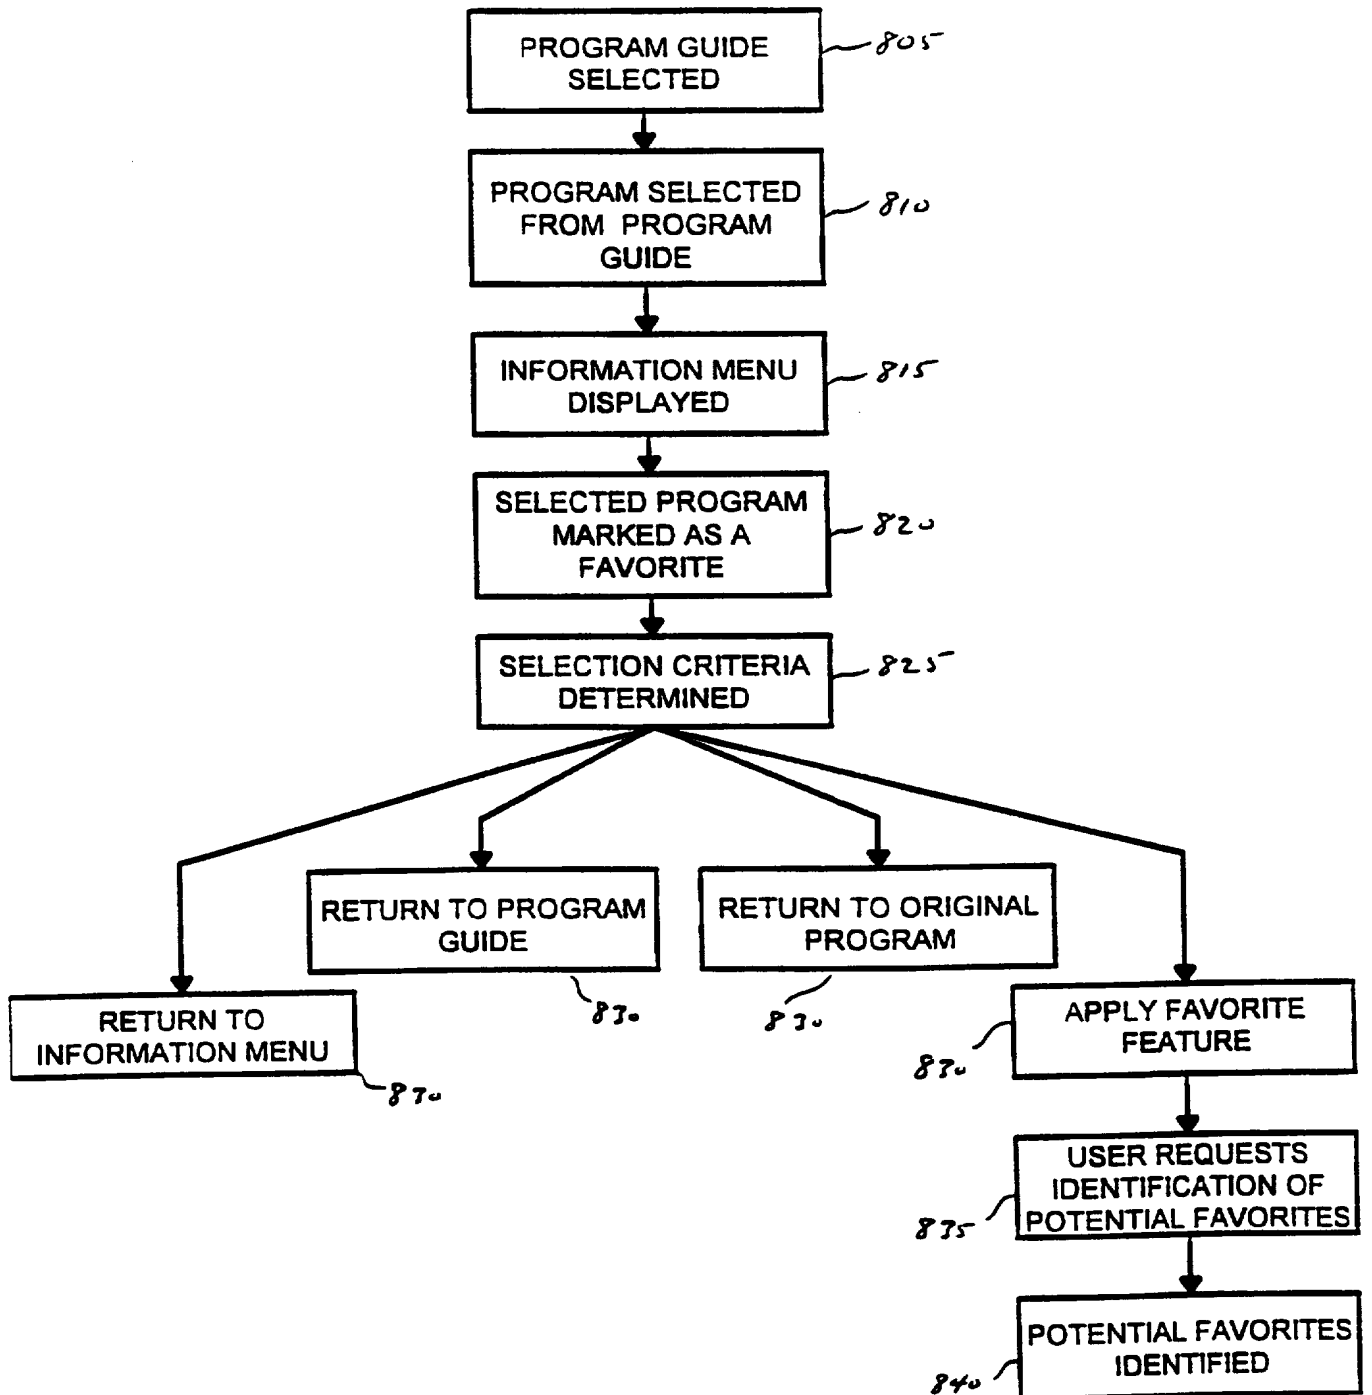 PROGRAM GUIDE
SELECTED
805
PROGRAM SELECTED
FROM PROGRAM
GUIDE
810
INFORMATION MENU
DISPLAYED
815
SELECTED PROGRAM
MARKED AS A
FAVORITE
820
SELECTION CRITERIA
DETERMINED
825
RETURN TO
INFORMATION MENU
830
RETURN TO PROGRAM
GUIDE
830
RETURN TO ORIGINAL
PROGRAM
830
APPLY FAVORITE
FEATURE
830
USER REQUESTS
IDENTIFICATION OF
POTENTIAL FAVORITES
835
POTENTIAL FAVORITES
IDENTIFIED
840